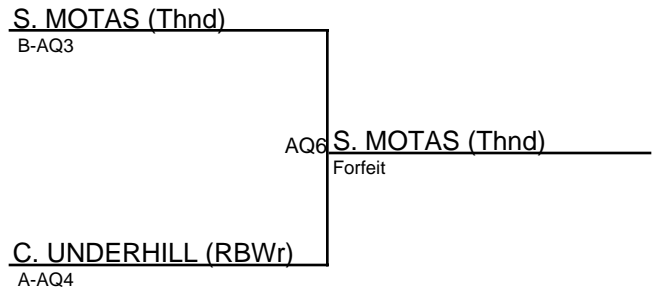 S. MOTAS (Thnd)
B-AQ3
AQ6 S. MOTAS (Thnd)
Forfeit
C. UNDERHILL (RBWr)
A-AQ4